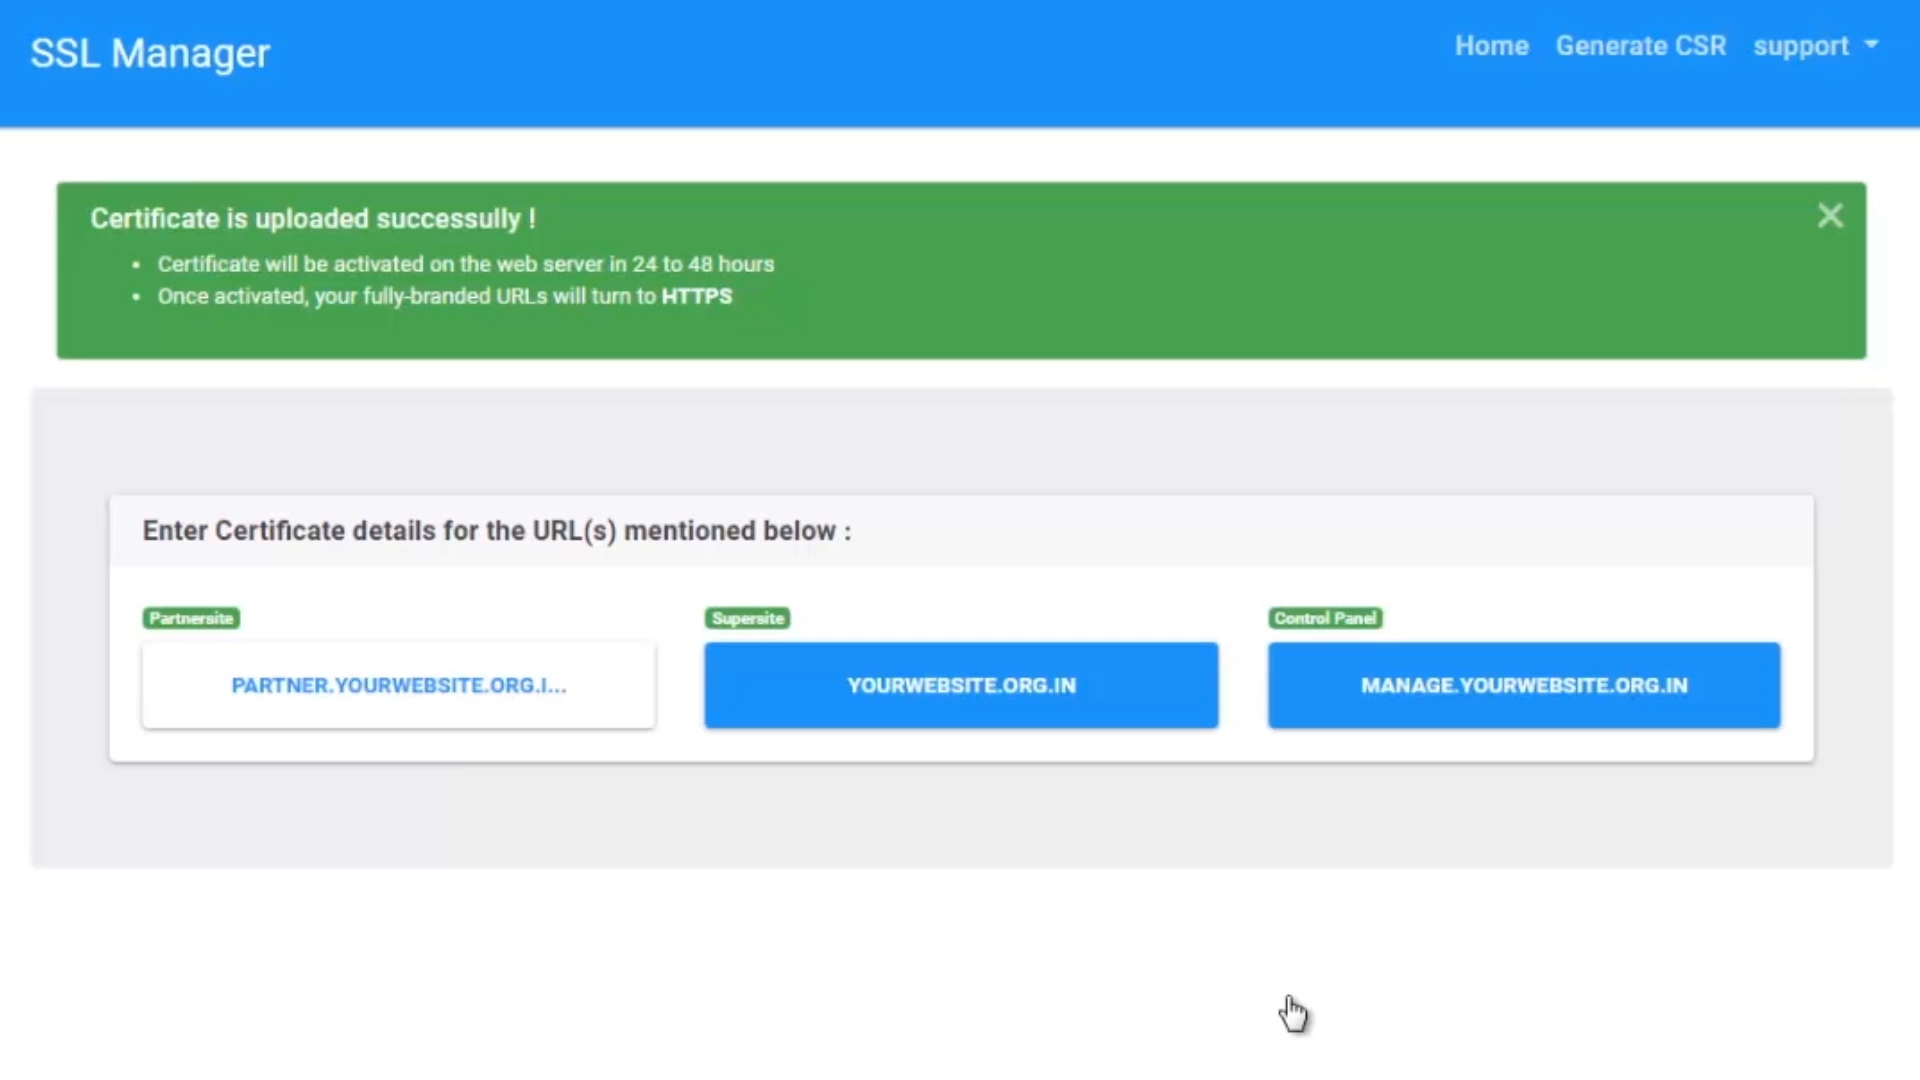 SSL Manager
Home Generate CSR support
Certificate is uploaded successully !
• Certificate will be activated on the web server in 24 to 48 hours
• Once activated, your fully-branded URLs will turn to HTTPS
Enter Certificate details for the URL(s) mentioned below :
Partnersite Supersite Control Panel
PARTNER.YOURWEBSITE.ORG.I... YOURWEBSITE.ORG.IN MANAGE.YOURWEBSITE.ORG.IN